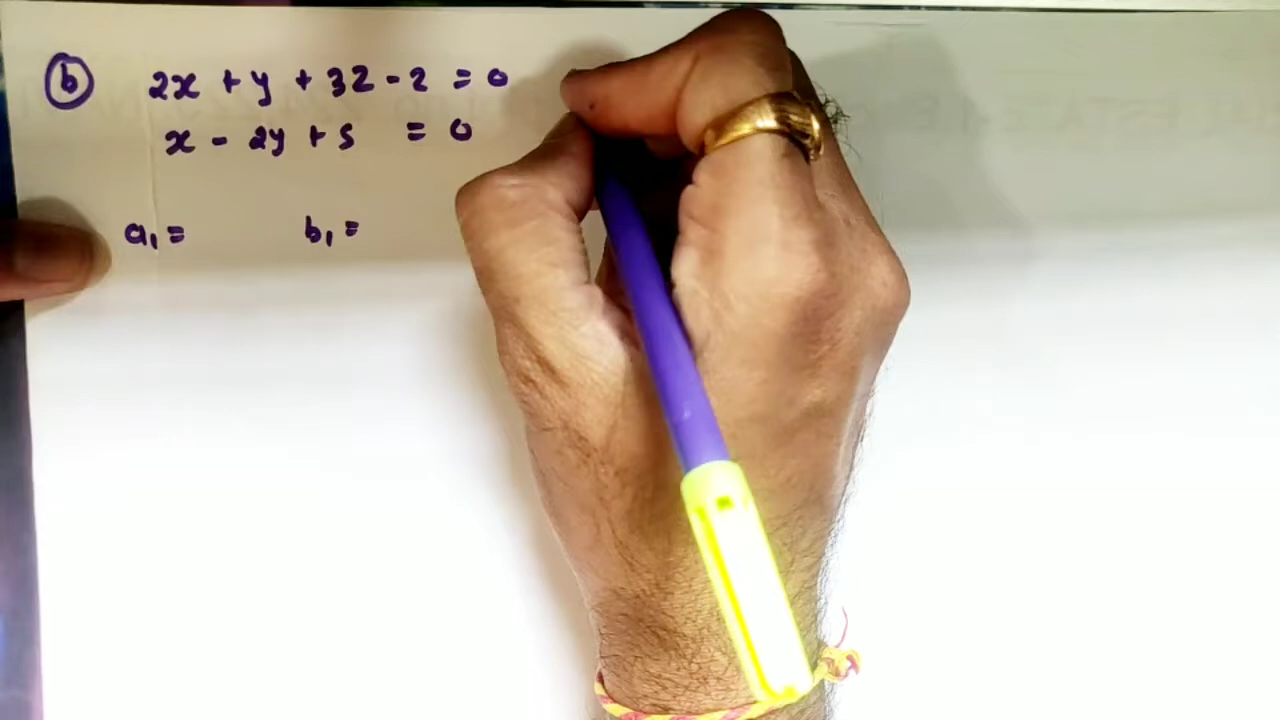 b 2x + y + 3z - 2 = 0
x - 2y + 5 = 0
a₁ = b₁ =